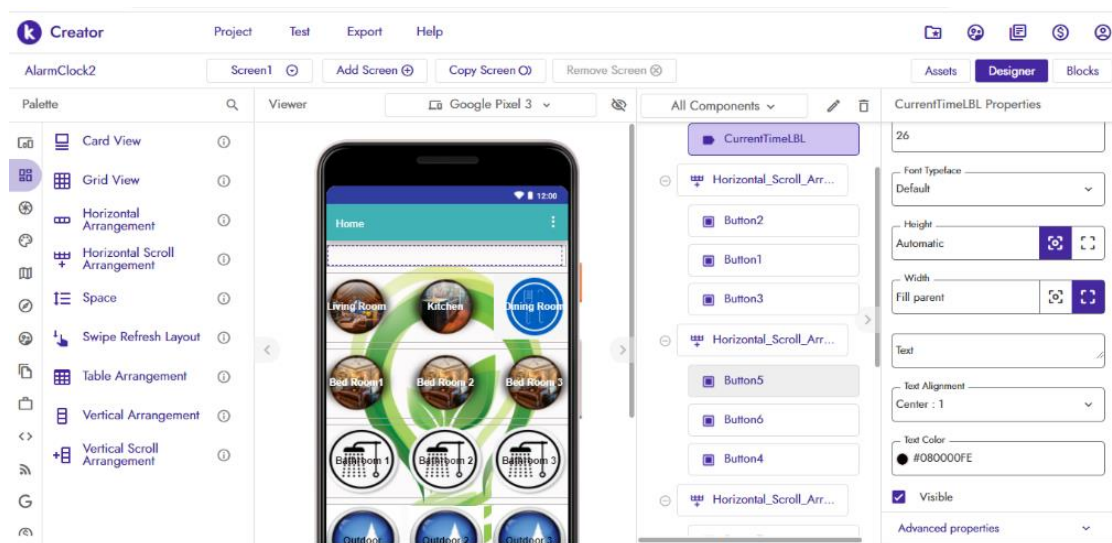 Creator
Project
Test
Export
Help
AlarmClock2
Screen1
Add Screen
Copy Screen
Remove Screen
Assets
Designer
Blocks
Palette
Viewer
Google Pixel 3
All Components
CurrentTimeLBL Properties
Card View
Grid View
Horizontal
Arrangement
Horizontal Scroll
Arrangement
Space
Swipe Refresh Layout
Table Arrangement
Vertical Arrangement
Vertical Scroll
Arrangement
12:00
Home
Living Room
Kitchen
Dining Room
Bed Room1
Bed Room 2
Bed Room 3
Bathroom 1
Bathroom 2
Bathroom 3
Outdoor
Outdoor 2
Outdoor 3
CurrentTimeLBL
Horizontal_Scroll_Arr...
Button2
Button1
Button3
Horizontal_Scroll_Arr...
Button5
Button6
Button4
Horizontal_Scroll_Arr...
26
Font Typeface
Default
Height
Automatic
Width
Fill parent
Text
Text Alignment
Center : 1
Text Color
#080000FE
Visible
Advanced properties